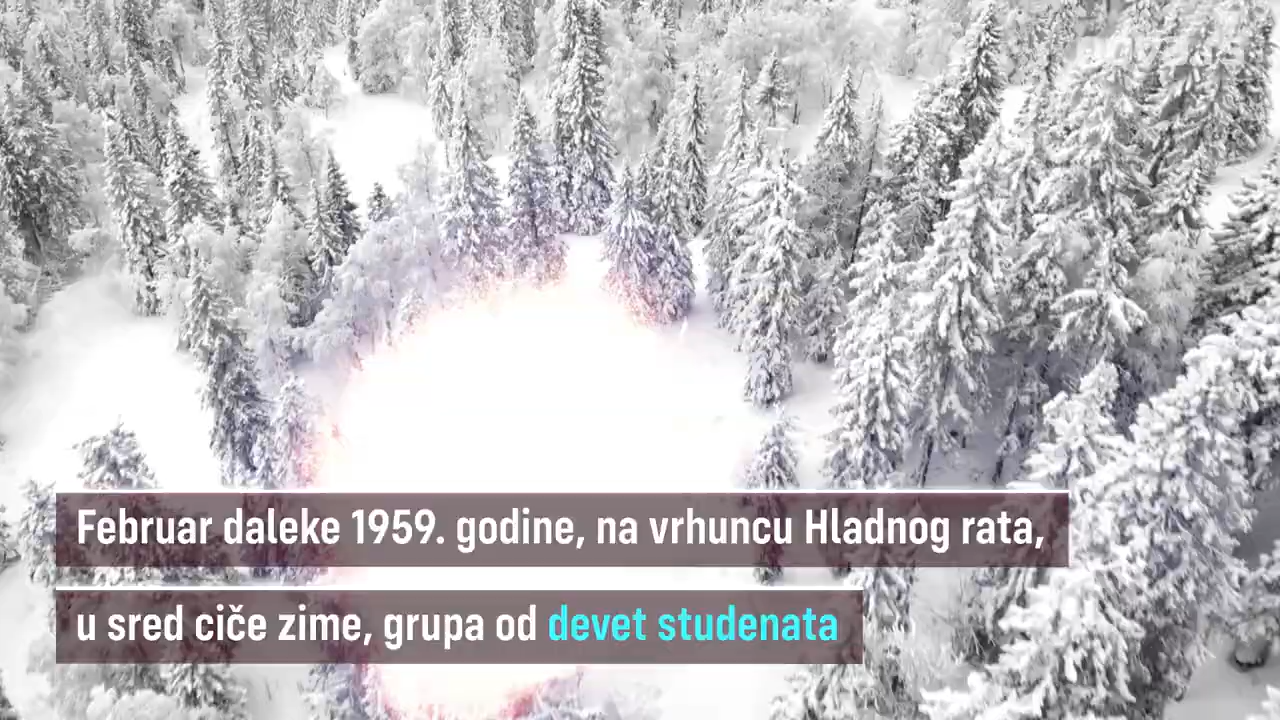 Februar daleke 1959. godine, na vrhuncu Hladnog rata,
u sred ciče zime, grupa od devet studenata